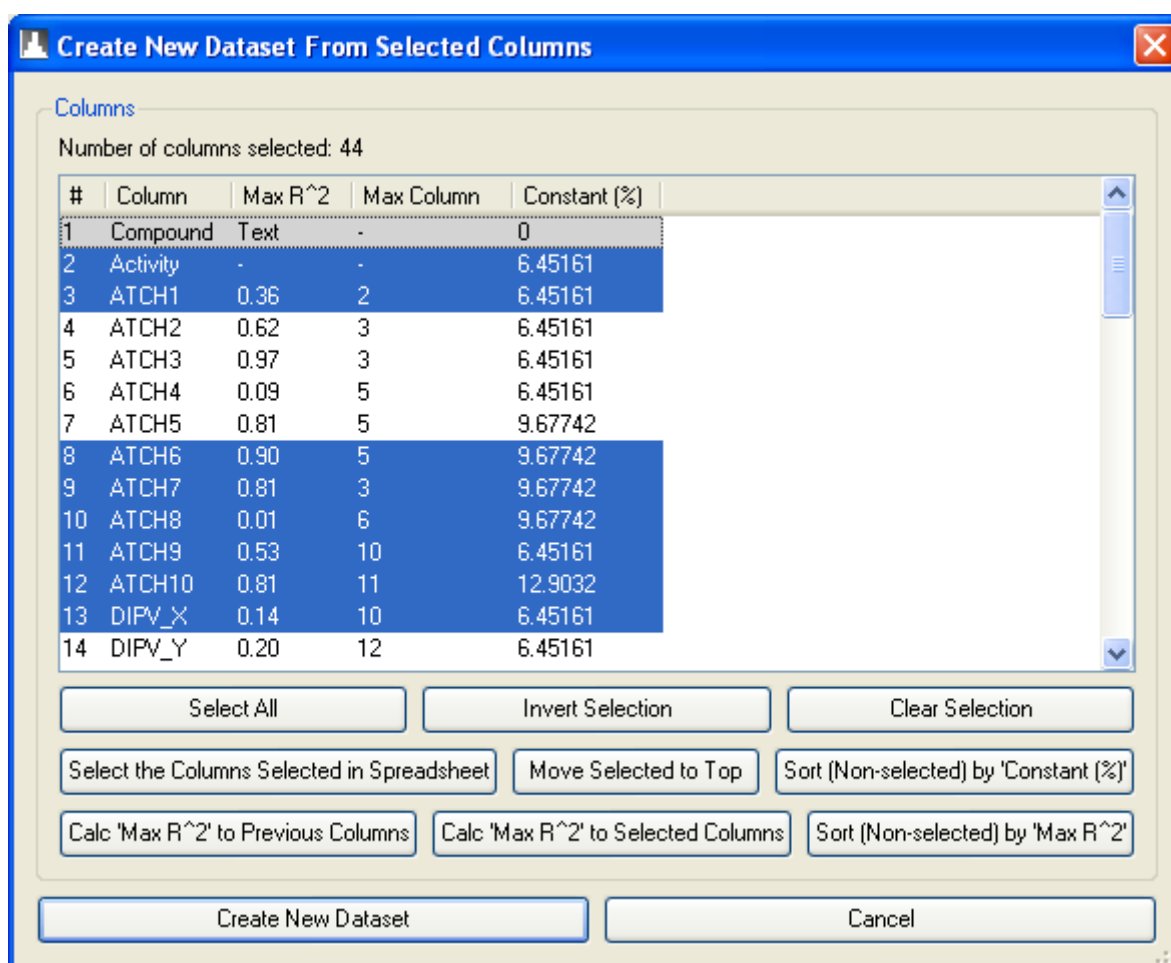 Create New Dataset From Selected Columns
Columns
Number of columns selected: 44
# Column Max R^2 Max Column Constant (%)
1 Compound Text - 0
2 Activity - - 6.45161
3 ATCH1 0.36 2 6.45161
4 ATCH2 0.62 3 6.45161
5 ATCH3 0.97 3 6.45161
6 ATCH4 0.09 5 6.45161
7 ATCH5 0.81 5 9.67742
8 ATCH6 0.90 5 9.67742
9 ATCH7 0.81 3 9.67742
10 ATCH8 0.01 6 9.67742
11 ATCH9 0.53 10 6.45161
12 ATCH10 0.81 11 12.9032
13 DIPV_X 0.14 10 6.45161
14 DIPV_Y 0.20 12 6.45161
Select All Invert Selection Clear Selection
Select the Columns Selected in Spreadsheet Move Selected to Top Sort (Non-selected) by 'Constant (%)'
Calc 'Max R^2' to Previous Columns Calc 'Max R^2' to Selected Columns Sort (Non-selected) by 'Max R^2'
Create New Dataset Cancel